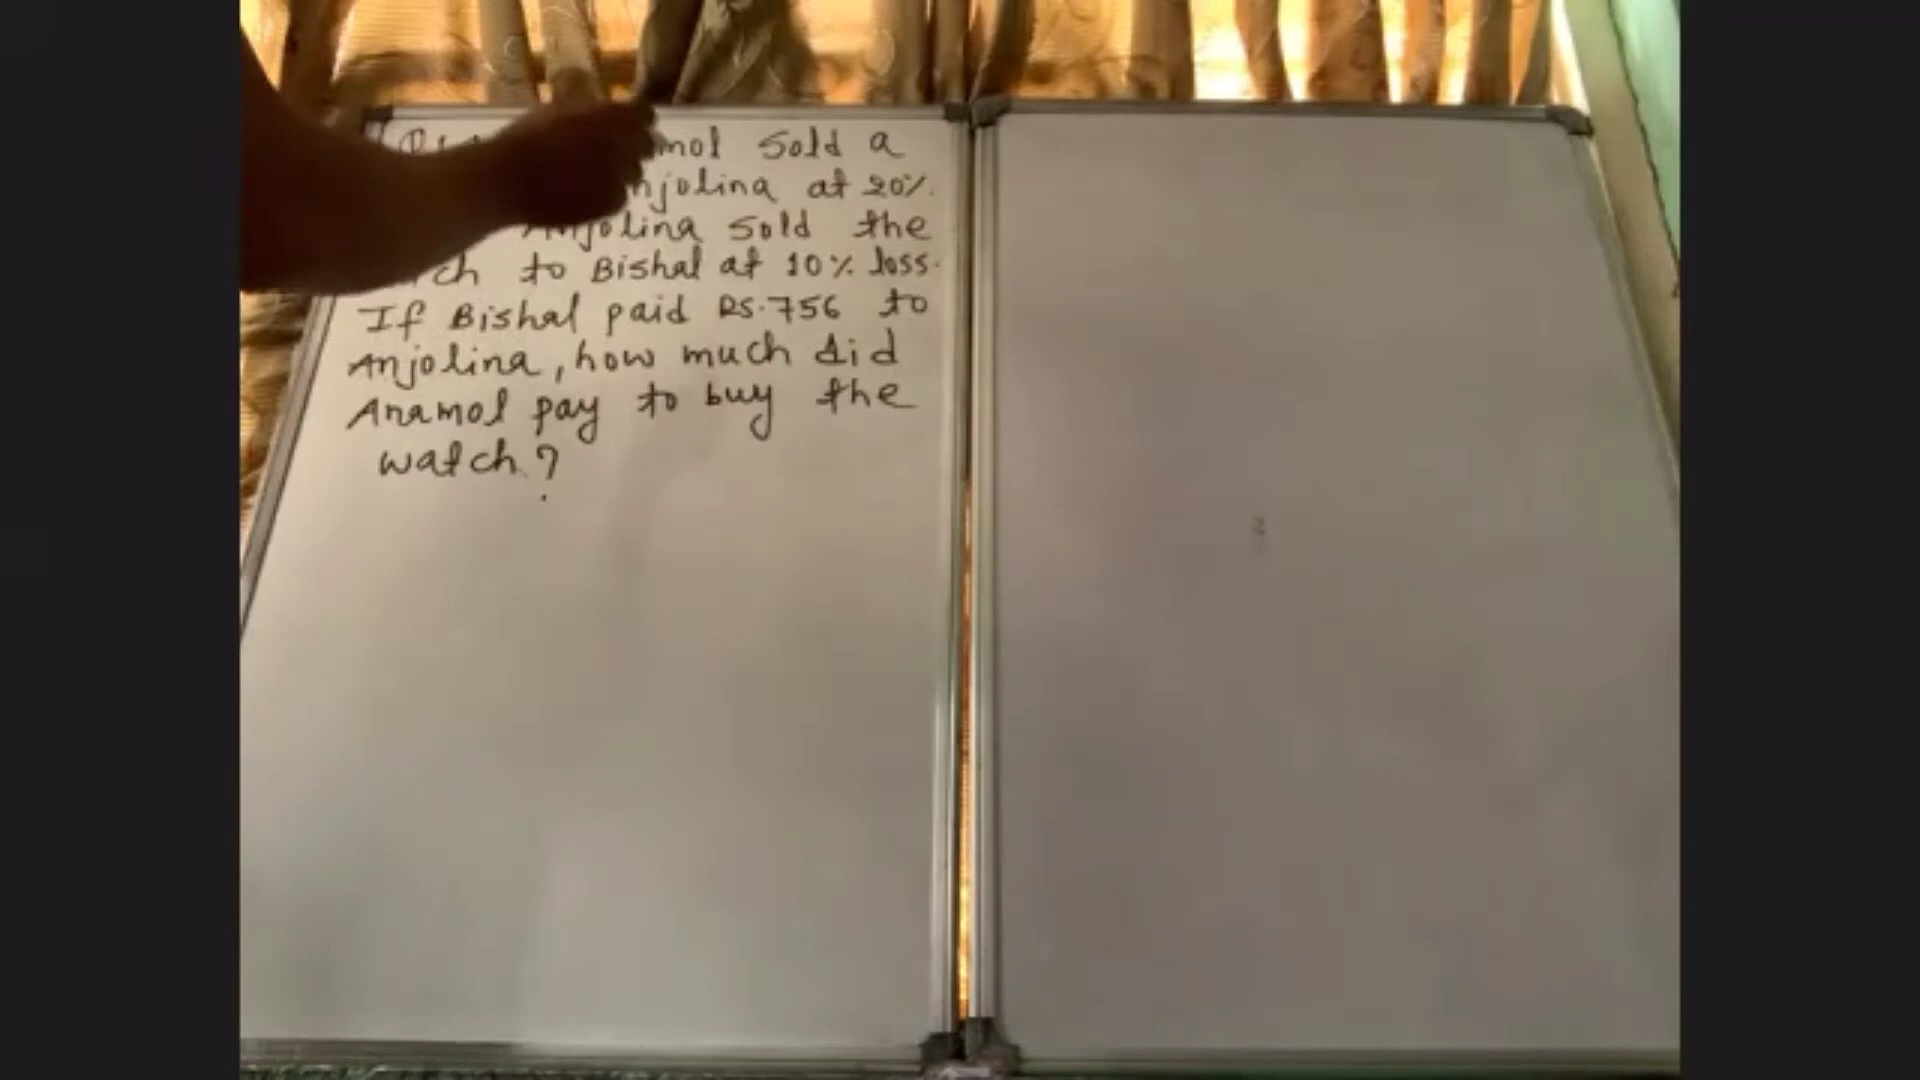 mol sold a
njolina at 20%.
Anjolina sold the
ch to Bishal at 10% loss.
If Bishal paid Rs.756 to
Anjolina, how much did
Anamol pay to buy the
watch?